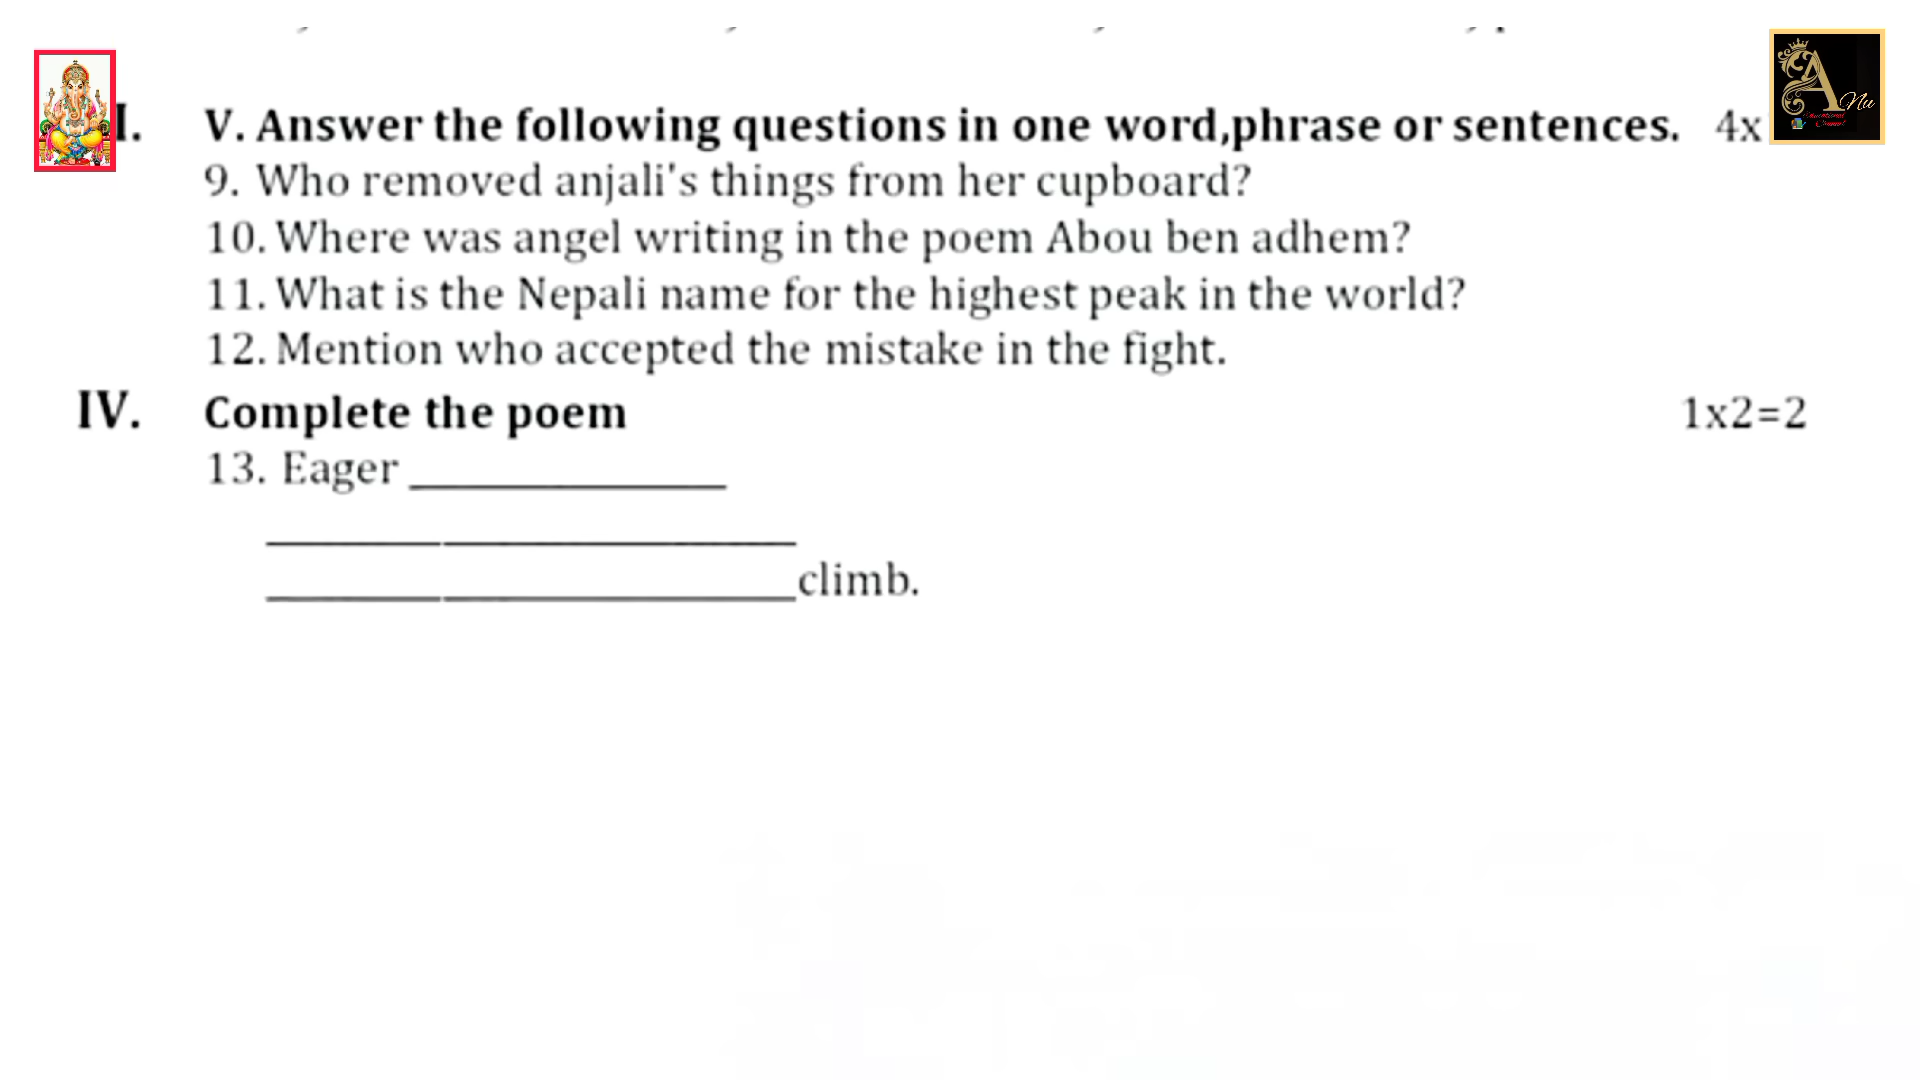 I. V. Answer the following questions in one word,phrase or sentences. 4x
9. Who removed anjali's things from her cupboard?
10. Where was angel writing in the poem Abou ben adhem?
11. What is the Nepali name for the highest peak in the world?
12. Mention who accepted the mistake in the fight.
IV. Complete the poem 1x2=2
13. Eager ______________
________________________
________________________climb.
A
Nu
Educational
Channel